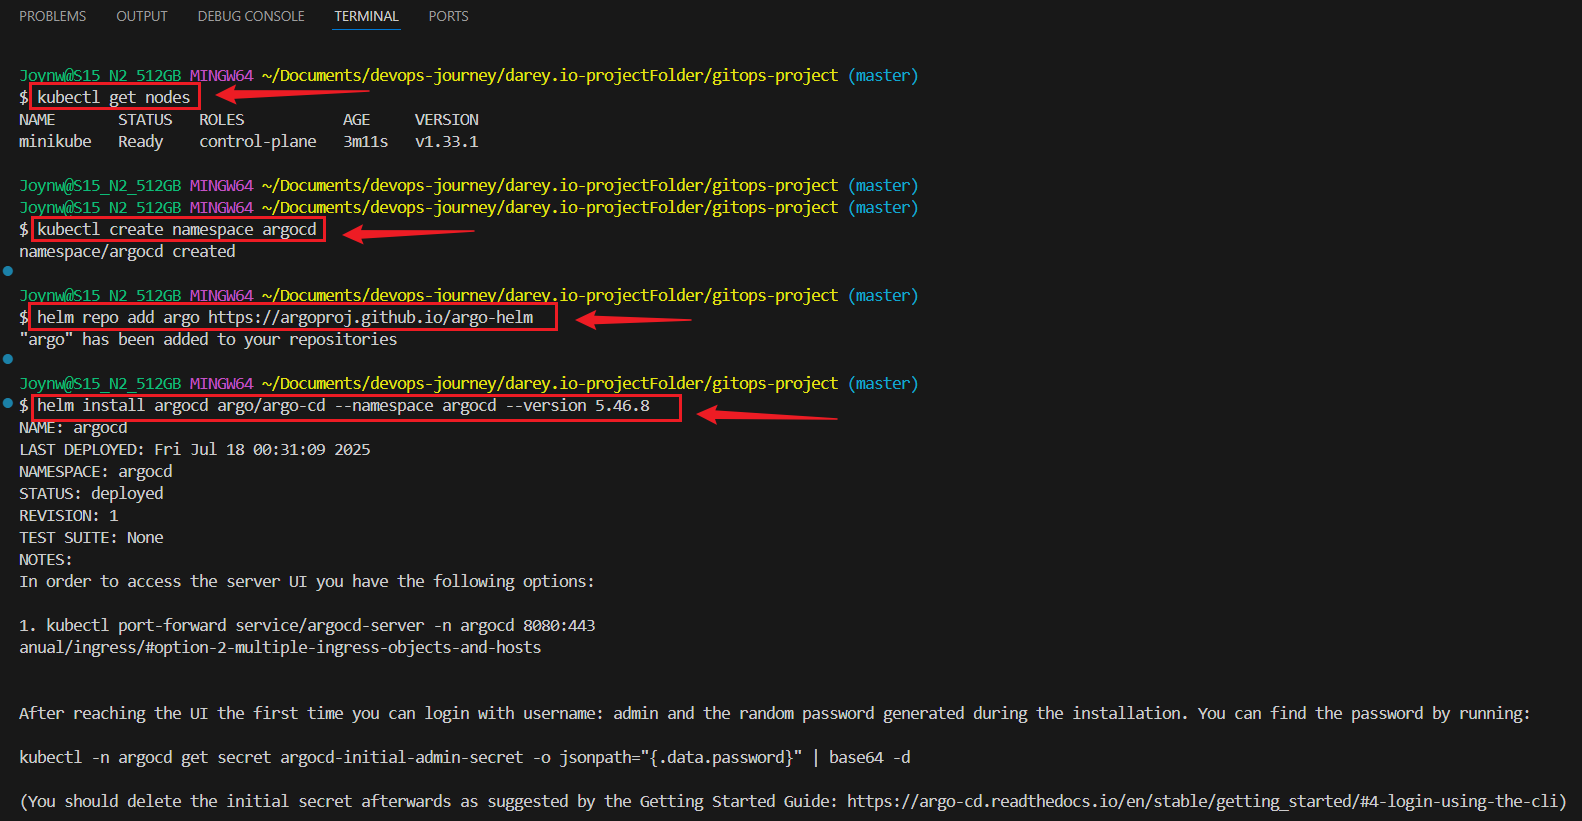 PROBLEMS OUTPUT DEBUG CONSOLE TERMINAL PORTS
Joynw@S15_N2_512GB MINGW64 ~/Documents/devops-journey/darey.io-projectFolder/gitops-project (master)
$ kubectl get nodes
NAME STATUS ROLES AGE VERSION
minikube Ready control-plane 3m11s v1.33.1
Joynw@S15_N2_512GB MINGW64 ~/Documents/devops-journey/darey.io-projectFolder/gitops-project (master)
Joynw@S15_N2_512GB MINGW64 ~/Documents/devops-journey/darey.io-projectFolder/gitops-project (master)
$ kubectl create namespace argocd
namespace/argocd created
Joynw@S15_N2_512GB MINGW64 ~/Documents/devops-journey/darey.io-projectFolder/gitops-project (master)
$ helm repo add argo https://argoproj.github.io/argo-helm
"argo" has been added to your repositories
Joynw@S15_N2_512GB MINGW64 ~/Documents/devops-journey/darey.io-projectFolder/gitops-project (master)
$ helm install argocd argo/argo-cd --namespace argocd --version 5.46.8
NAME: argocd
LAST DEPLOYED: Fri Jul 18 00:31:09 2025
NAMESPACE: argocd
STATUS: deployed
REVISION: 1
TEST SUITE: None
NOTES:
In order to access the server UI you have the following options:
1. kubectl port-forward service/argocd-server -n argocd 8080:443
anual/ingress/#option-2-multiple-ingress-objects-and-hosts
After reaching the UI the first time you can login with username: admin and the random password generated during the installation. You can find the password by running:
kubectl -n argocd get secret argocd-initial-admin-secret -o jsonpath="{.data.password}" | base64 -d
(You should delete the initial secret afterwards as suggested by the Getting Started Guide: https://argo-cd.readthedocs.io/en/stable/getting_started/#4-login-using-the-cli)